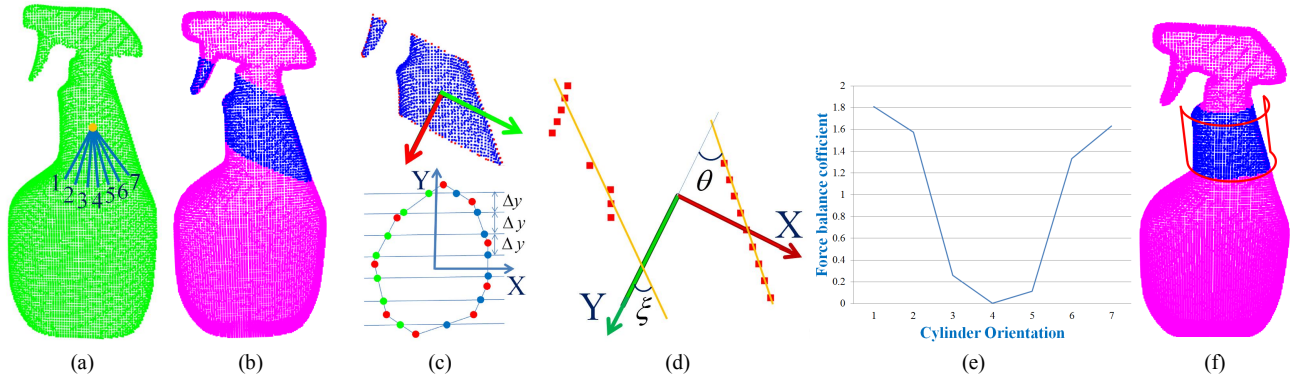 1
2
3
4
5
6
7
(a)
(b)
Y
Δy
Δy
Δy
X
(c)
θ
X
Y
ξ
(d)
Force balance cofficient
2
1.8
1.6
1.4
1.2
1
0.8
0.6
0.4
0.2
0
1 2 3 4 5 6 7
Cylinder Orientation
(e)
(f)